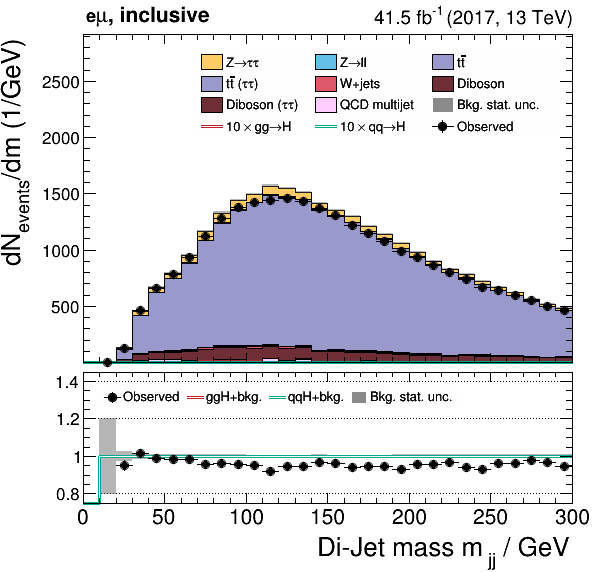 eμ, inclusive 41.5 fb⁻¹ (2017, 13 TeV)
dN_events/dm (1/GeV)
2500
2000
1500
1000
500
Z→ττ Z→ll tt̄
tt̄ (ττ) W+jets Diboson
Diboson (ττ) QCD multijet Bkg. stat. unc.
10 × gg→H 10 × qq→H Observed
1.4
1.2
1
0.8
Observed ggH+bkg. qqH+bkg. Bkg. stat. unc.
0 50 100 150 200 250 300
Di-Jet mass m_jj / GeV